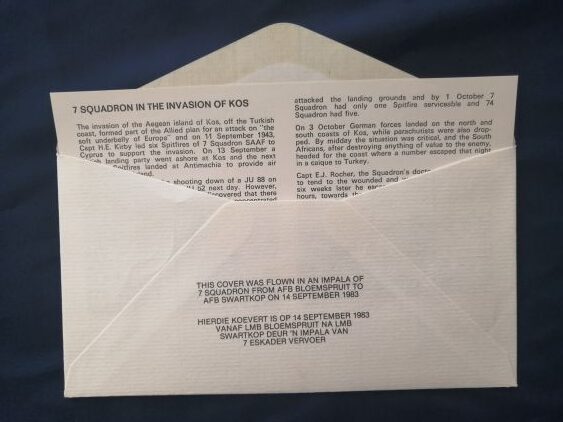 7 SQUADRON IN THE INVASION OF KOS
The invasion of the Aegean island of Kos, off the Turkish
coast, formed part of the Allied plan for an attack on "the
soft underbelly of Europe" and on 11 September 1943,
Capt H.E. Kirby led six Spitfires of 7 Squadron SAAF to
Cyprus to support the invasion. On 13 September a
landing party went ashore at Kos and the next
landed at Antimachia to provide air
shooting down of a JU 88 on
52 next day. However,
discovered that there
attacked the landing grounds and by 1 October 7
Squadron had only one Spitfire serviceable and 74
Squadron had five.
On 3 October German forces landed on the north and
south coasts of Kos, while parachutists were also drop-
ped. By midday the situation was critical, and the South
Africans, after destroying anything of value to the enemy,
headed for the coast where a number escaped that night
in a caique to Turkey.
Capt E.J. Rocher, the Squadron's
to tend to the wounded and
six weeks later he
hours, towards
THIS COVER WAS FLOWN IN AN IMPALA OF
7 SQUADRON FROM AFB BLOEMSPRUIT TO
AFB SWARTKOP ON 14 SEPTEMBER 1983
HIERDIE KOEVERT IS OP 14 SEPTEMBER 1983
VANAF LMB BLOEMSPRUIT NA LMB
SWARTKOP DEUR 'N IMPALA VAN
7 ESKADER VERVOER